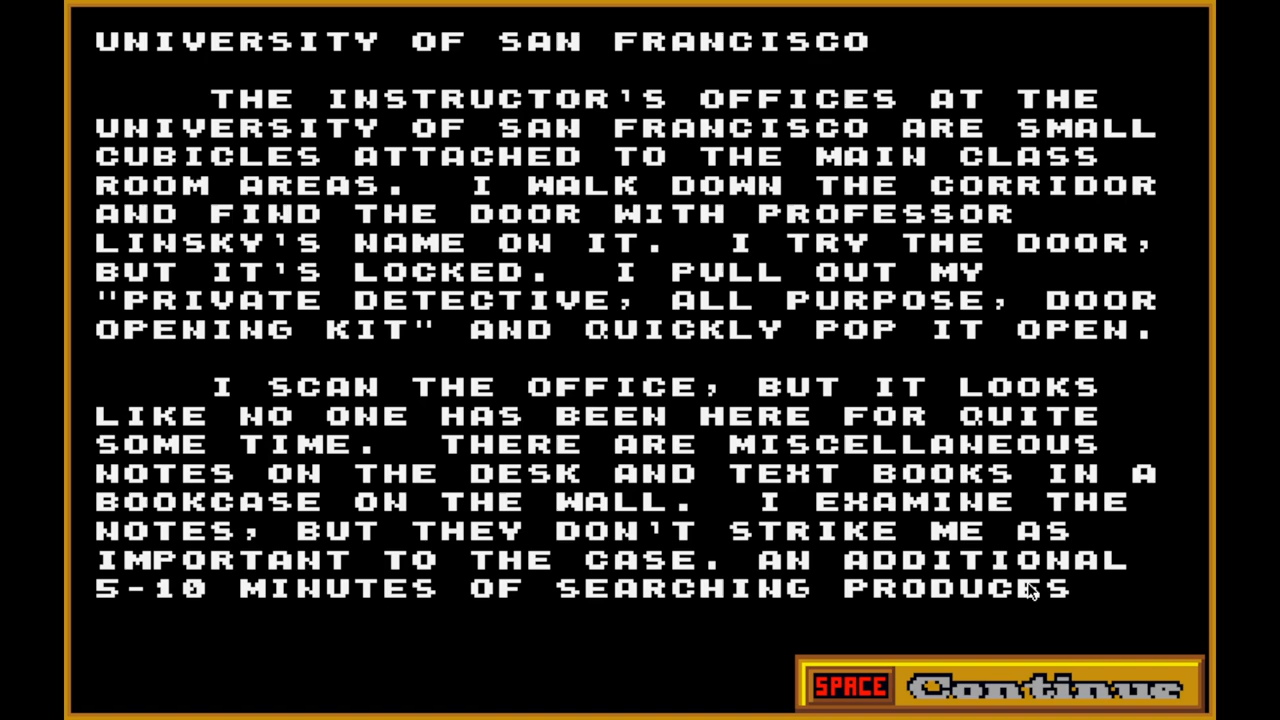 UNIVERSITY OF SAN FRANCISCO
THE INSTRUCTOR'S OFFICES AT THE
UNIVERSITY OF SAN FRANCISCO ARE SMALL
CUBICLES ATTACHED TO THE MAIN CLASS
ROOM AREAS. I WALK DOWN THE CORRIDOR
AND FIND THE DOOR WITH PROFESSOR
LINSKY'S NAME ON IT. I TRY THE DOOR,
BUT IT'S LOCKED. I PULL OUT MY
"PRIVATE DETECTIVE, ALL PURPOSE, DOOR
OPENING KIT" AND QUICKLY POP IT OPEN.
I SCAN THE OFFICE, BUT IT LOOKS
LIKE NO ONE HAS BEEN HERE FOR QUITE
SOME TIME. THERE ARE MISCELLANEOUS
NOTES ON THE DESK AND TEXT BOOKS IN A
BOOKCASE ON THE WALL. I EXAMINE THE
NOTES, BUT THEY DON'T STRIKE ME AS
IMPORTANT TO THE CASE. AN ADDITIONAL
5-10 MINUTES OF SEARCHING PRODUCES
SPACE Continue